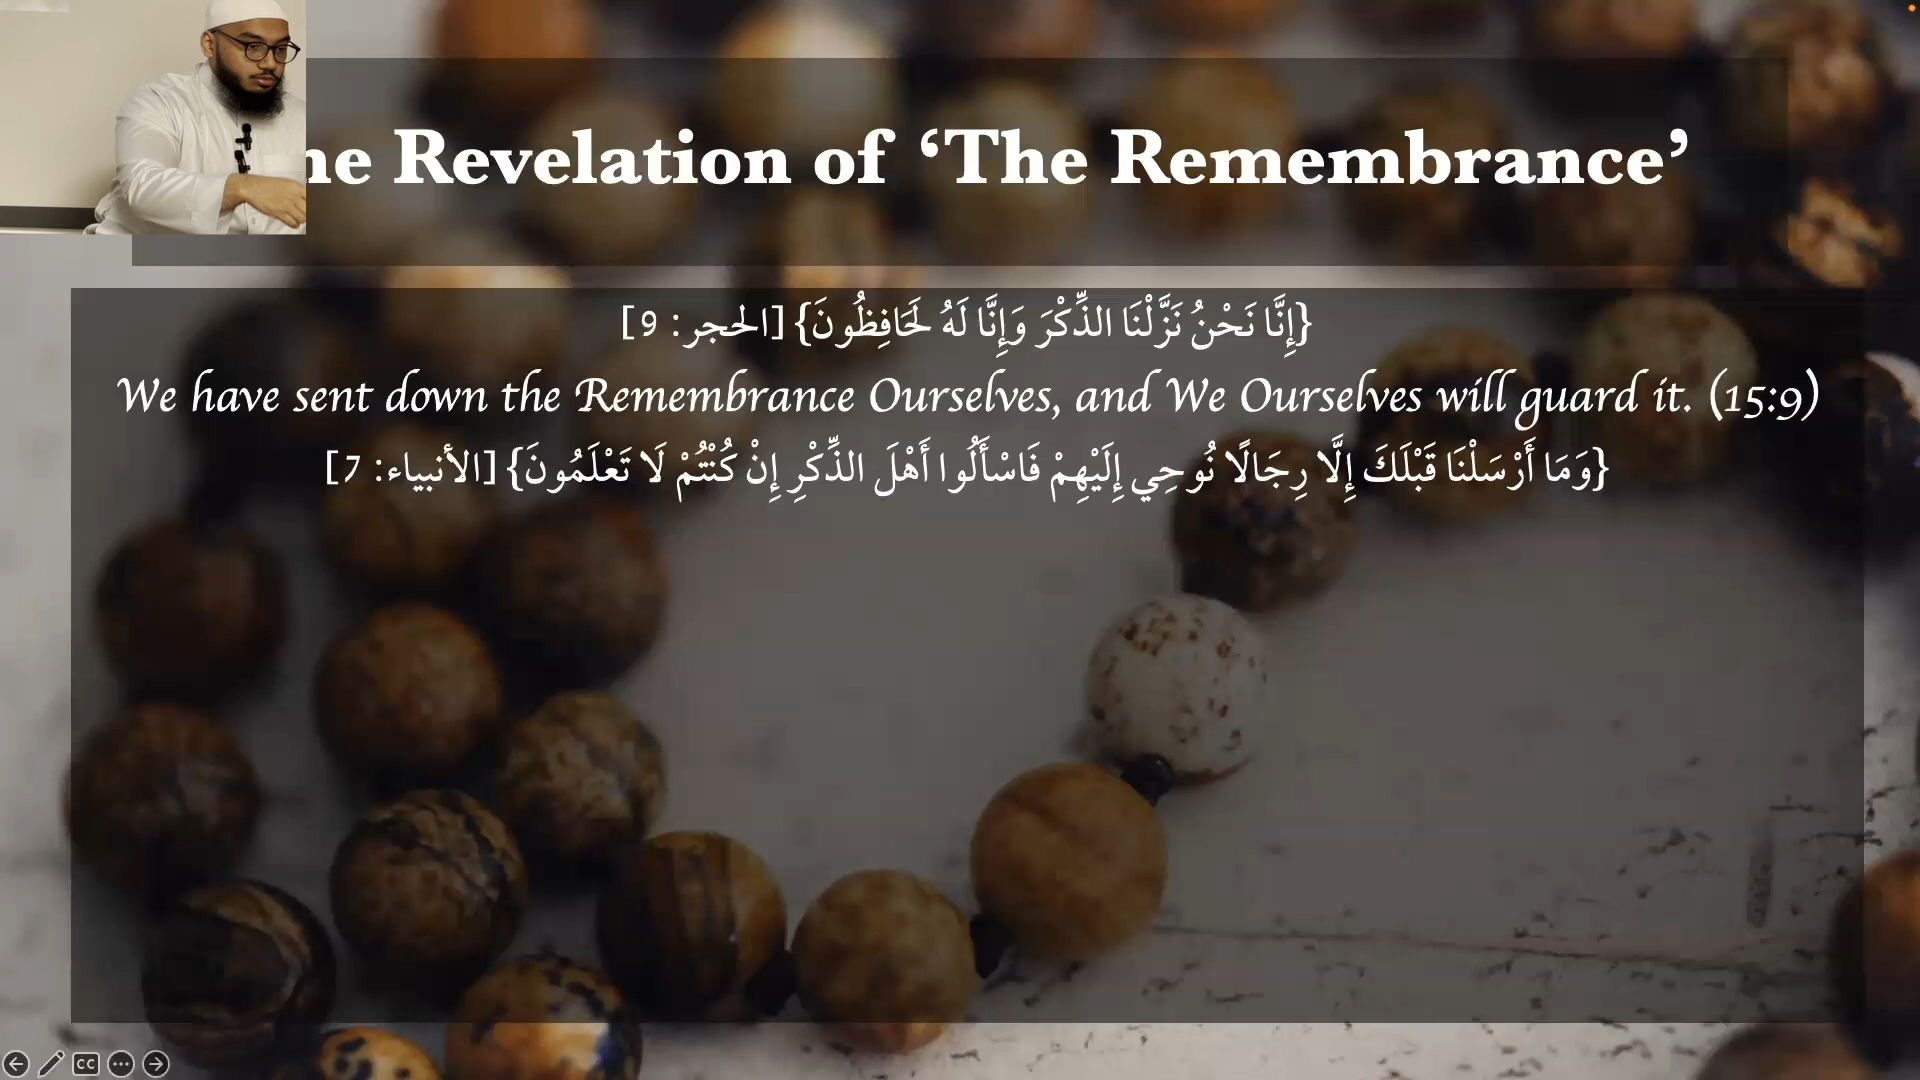 he Revelation of ‘The Remembrance’
{إِنَّا نَحْنُ نَزَّلْنَا الذِّكْرَ وَإِنَّا لَهُ لَحَافِظُونَ} [الحجر: 9]
We have sent down the Remembrance Ourselves, and We Ourselves will guard it. (15:9)
{وَمَا أَرْسَلْنَا قَبْلَكَ إِلَّا رِجَالًا نُوحِي إِلَيْهِمْ فَاسْأَلُوا أَهْلَ الذِّكْرِ إِنْ كُنْتُمْ لَا تَعْلَمُونَ} [الأنبياء: 7]
CC